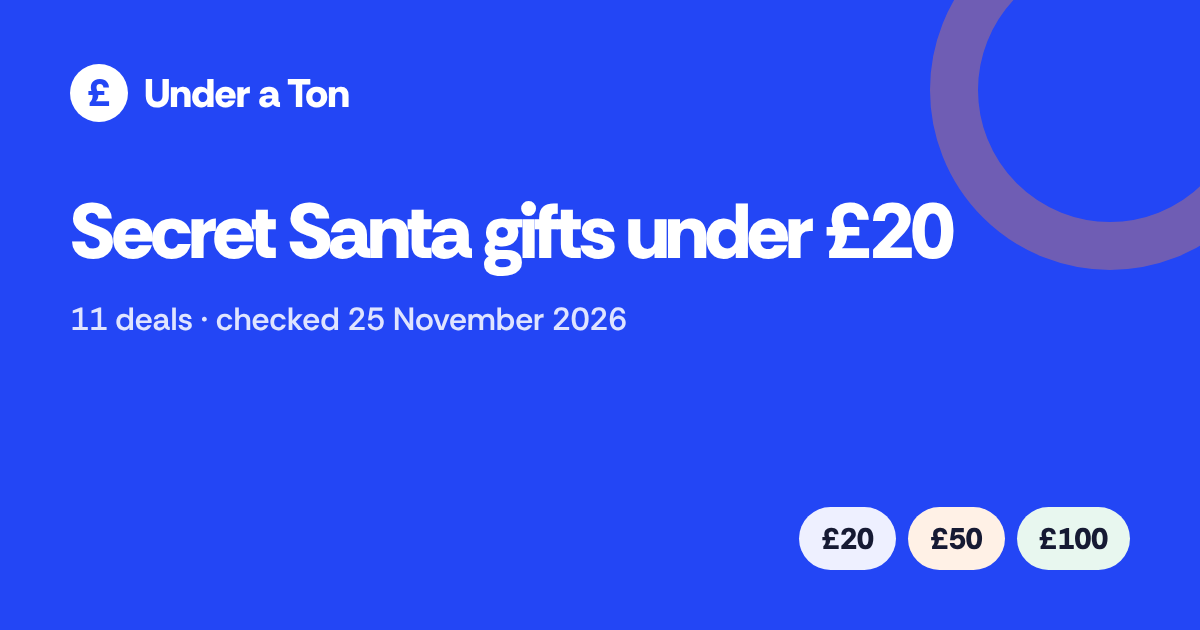 £ Under a Ton
Secret Santa gifts under £20
11 deals · checked 25 November 2026
£20 £50 £100